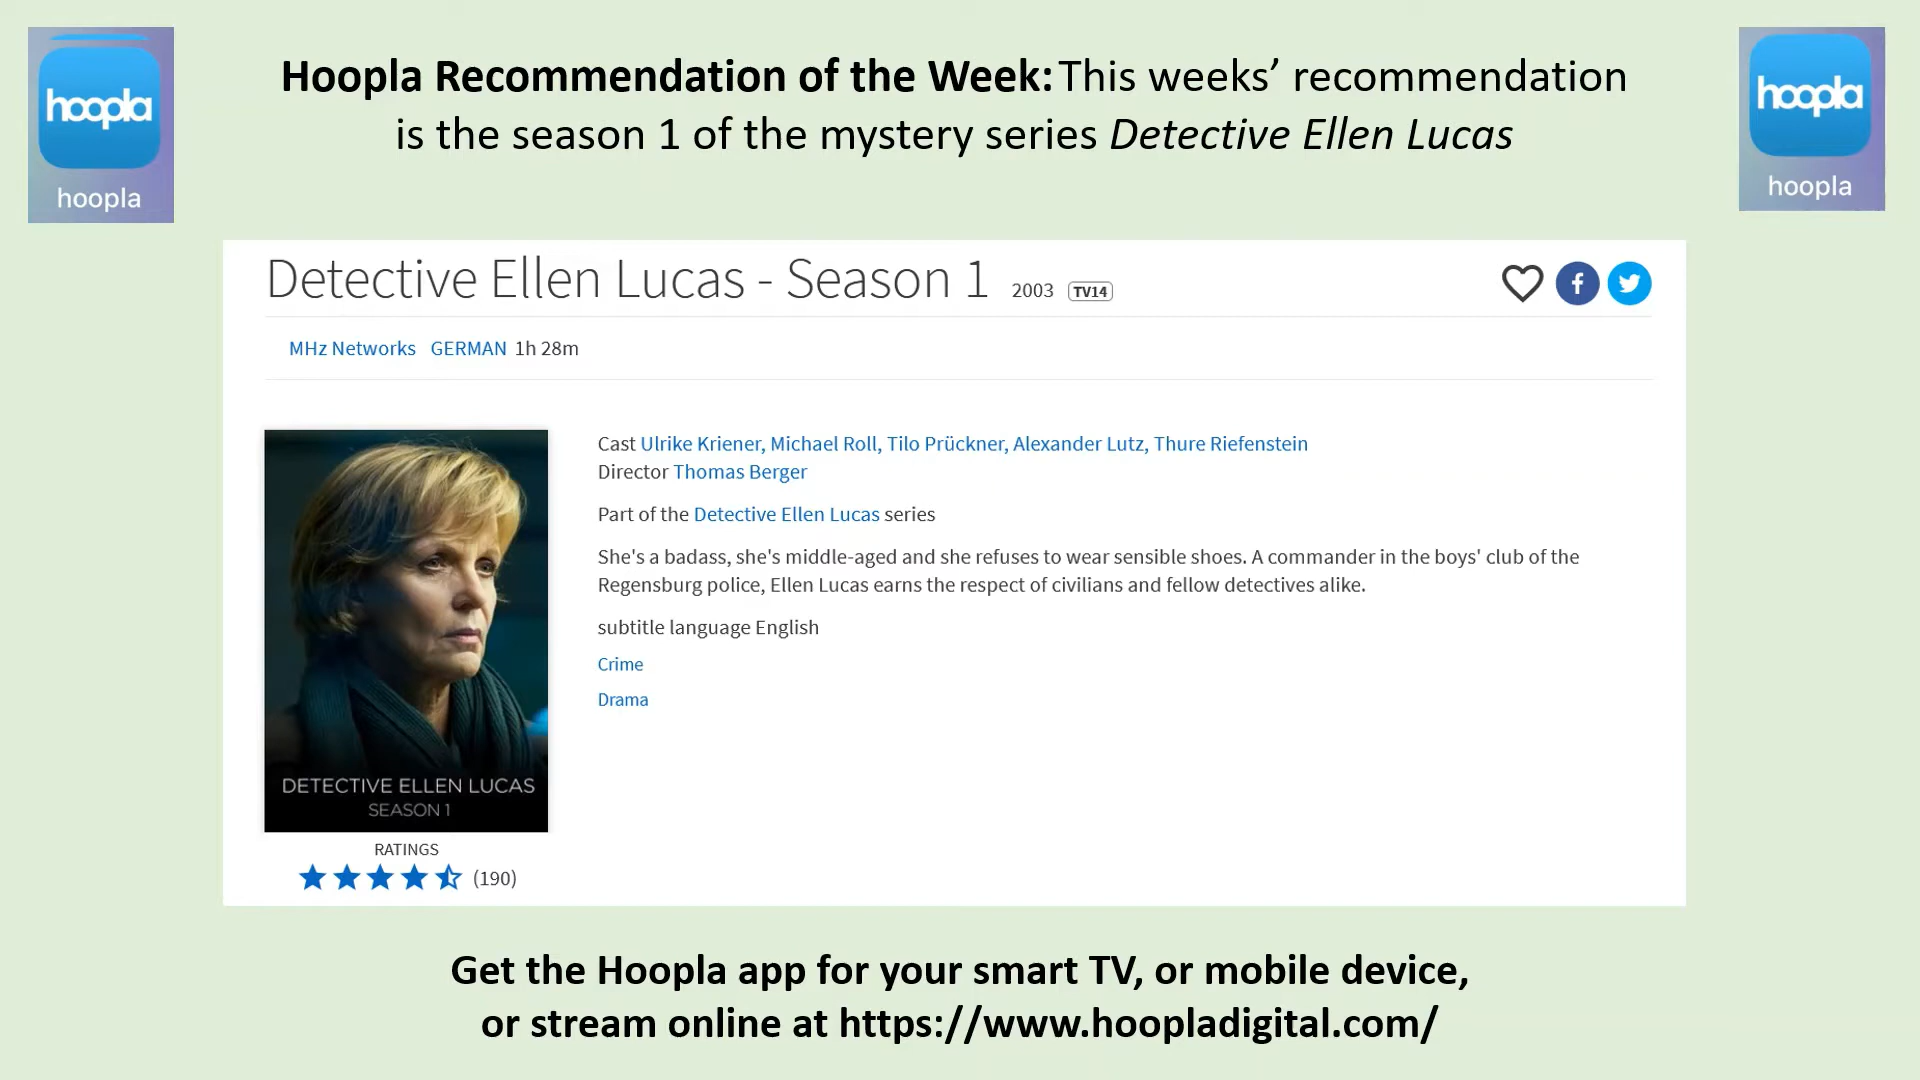 hoopla
hoopla
Hoopla Recommendation of the Week: This weeks’ recommendation
is the season 1 of the mystery series Detective Ellen Lucas
hoopla
hoopla
Detective Ellen Lucas - Season 1 2003 TV14
MHz Networks GERMAN 1h 28m
Cast Ulrike Kriener, Michael Roll, Tilo Prückner, Alexander Lutz, Thure Riefenstein
Director Thomas Berger
Part of the Detective Ellen Lucas series
She's a badass, she's middle-aged and she refuses to wear sensible shoes. A commander in the boys' club of the
Regensburg police, Ellen Lucas earns the respect of civilians and fellow detectives alike.
subtitle language English
Crime
Drama
DETECTIVE ELLEN LUCAS
SEASON 1
RATINGS
(190)
Get the Hoopla app for your smart TV, or mobile device,
or stream online at https://www.hoopladigital.com/